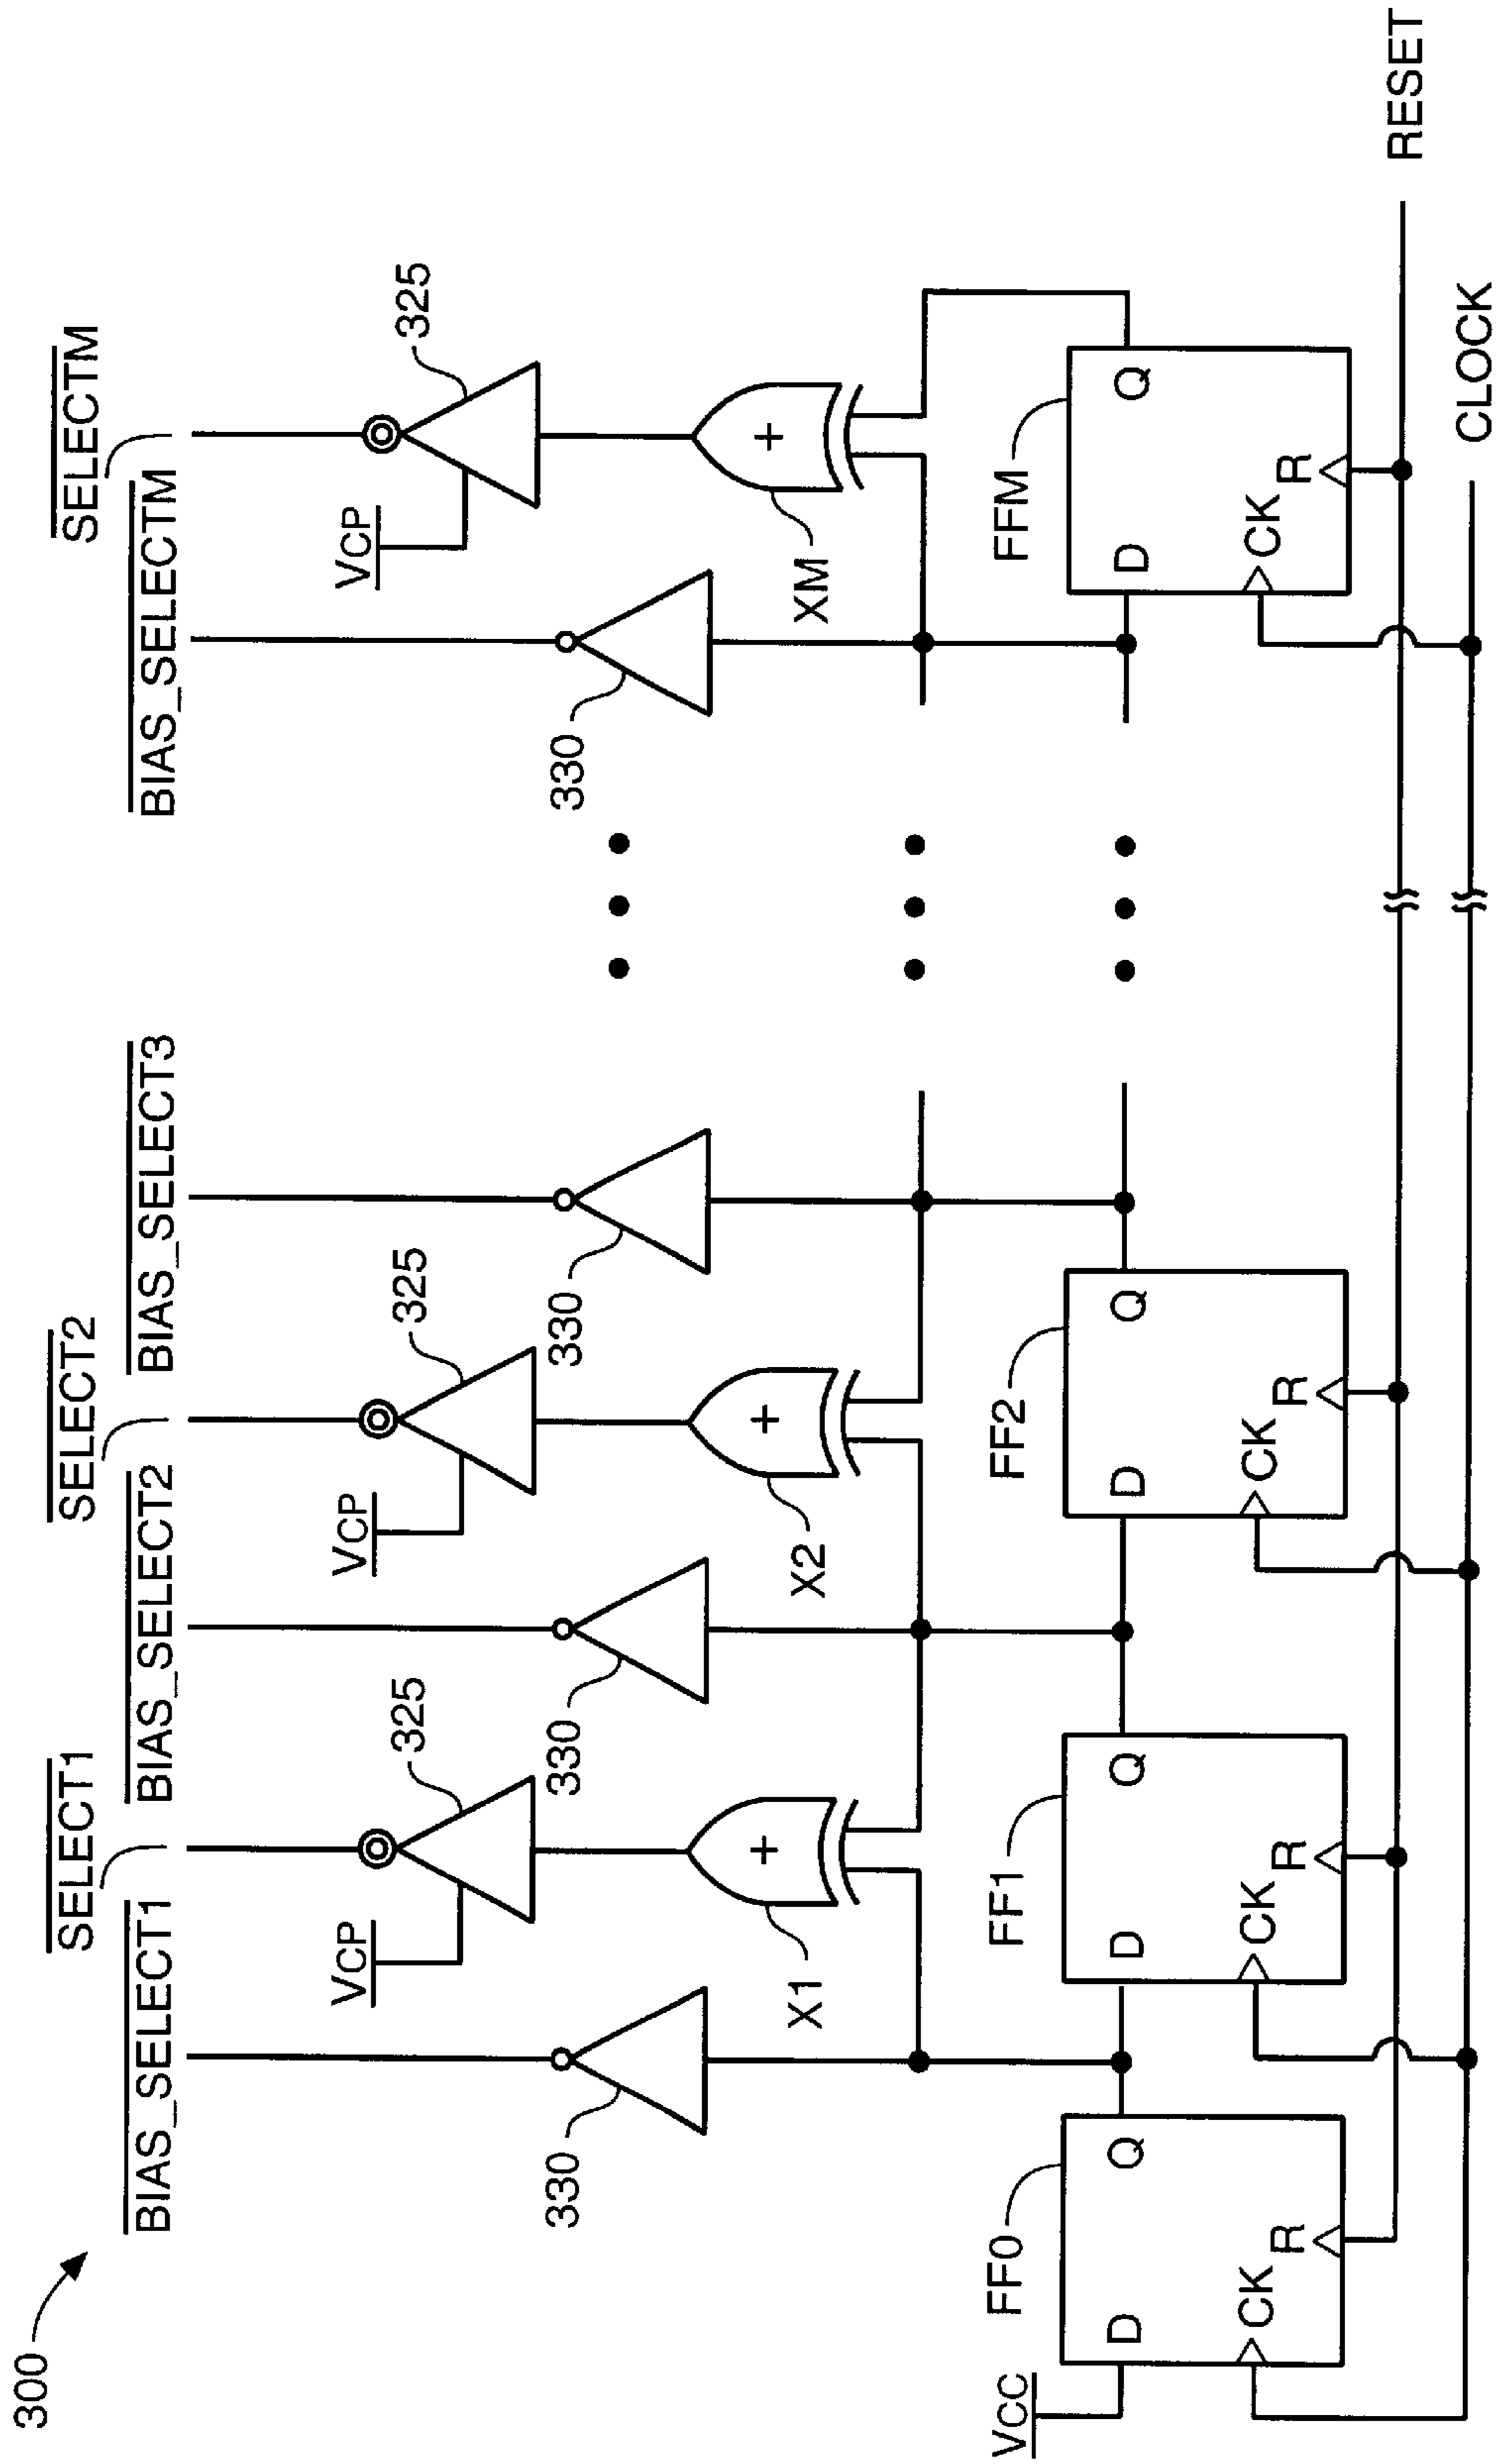 300
SELECT1
SELECT2
SELECTM
BIAS_SELECT1
BIAS_SELECT2
BIAS_SELECT3
BIAS_SELECTM
VCP
325
VCP
325
VCP
325
330
330
330
330
X1
X2
XM
FF0
FF1
FF2
FFM
VCC
D
Q
CK
R
D
Q
CK
R
D
Q
CK
R
D
Q
CK
R
+
+
+
RESET
CLOCK